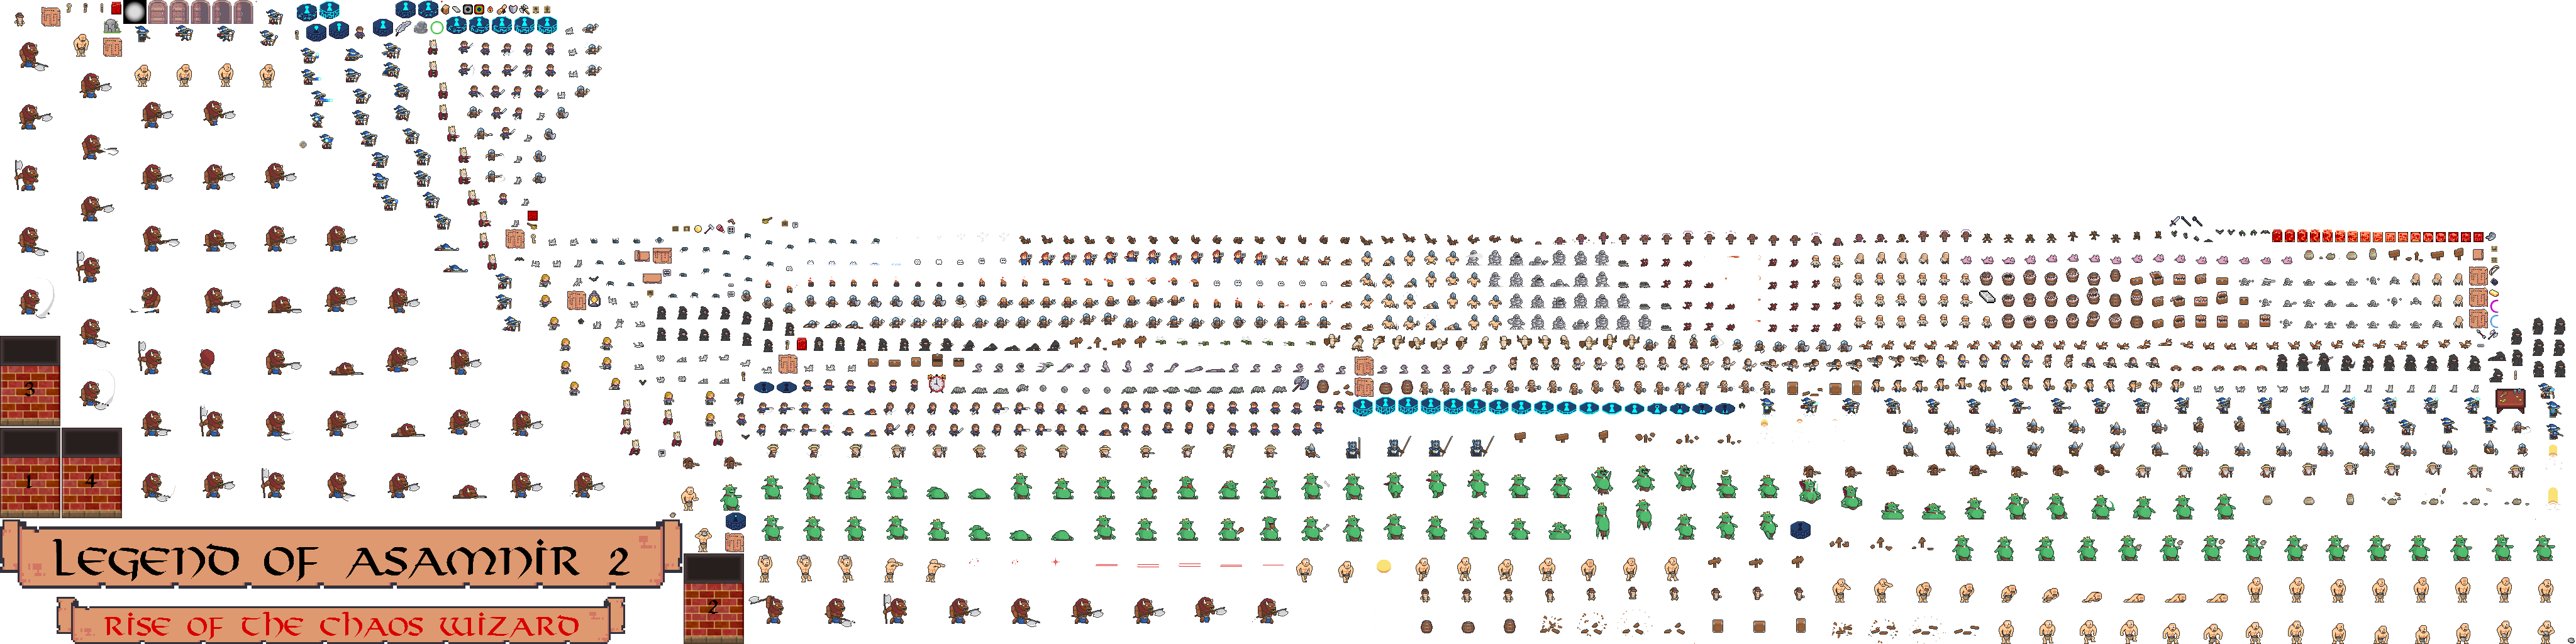 3
1
4
LEGEND OF ASAMNIR 2
RISE OF THE CHAOS WIZARD
2